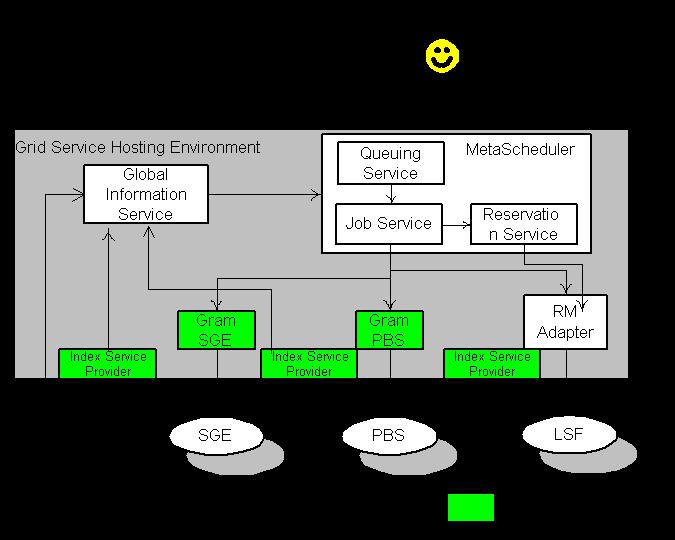 Grid Service Hosting Environment
MetaScheduler
Queuing
Service
Global
Information
Service
Job Service
Reservatio
n Service
Gram
SGE
Gram
PBS
RM
Adapter
Index Service
Provider
Index Service
Provider
Index Service
Provider
SGE
PBS
LSF